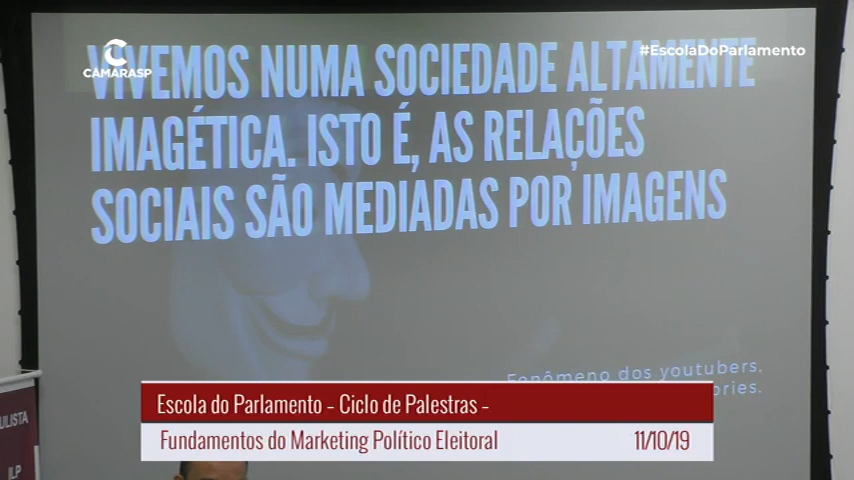 CÂMARASP
#EscolaDoParlamento
VIVEMOS NUMA SOCIEDADE ALTAMENTE
IMAGÉTICA. ISTO É, AS RELAÇÕES
SOCIAIS SÃO MEDIADAS POR IMAGENS
Fenômeno dos youtubers.
ories.
Escola do Parlamento – Ciclo de Palestras –
Fundamentos do Marketing Político Eleitoral 11/10/19
ULISTA
ILP